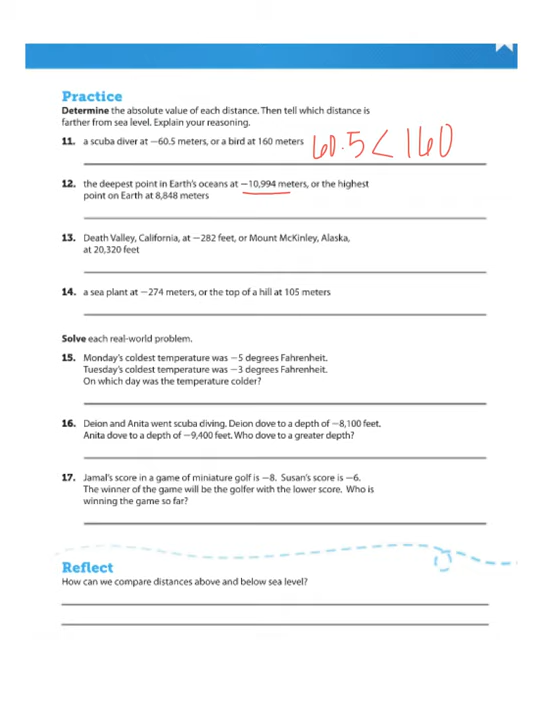 Practice
Determine the absolute value of each distance. Then tell which distance is
farther from sea level. Explain your reasoning.
11. a scuba diver at −60.5 meters, or a bird at 160 meters 60.5 < 160
12. the deepest point in Earth's oceans at −10,994 meters, or the highest
point on Earth at 8,848 meters
13. Death Valley, California, at −282 feet, or Mount McKinley, Alaska,
at 20,320 feet
14. a sea plant at −274 meters, or the top of a hill at 105 meters
Solve each real-world problem.
15. Monday's coldest temperature was −5 degrees Fahrenheit.
Tuesday's coldest temperature was −3 degrees Fahrenheit.
On which day was the temperature colder?
16. Deion and Anita went scuba diving. Deion dove to a depth of −8,100 feet.
Anita dove to a depth of −9,400 feet. Who dove to a greater depth?
17. Jamal's score in a game of miniature golf is −8. Susan's score is −6.
The winner of the game will be the golfer with the lower score. Who is
winning the game so far?
Reflect
How can we compare distances above and below sea level?